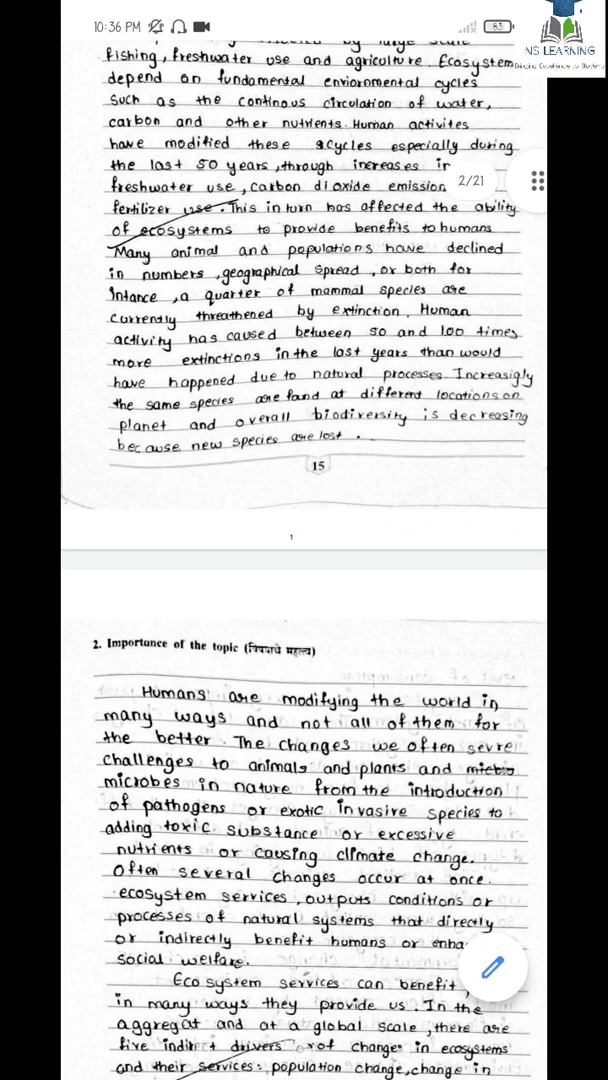 10:36 PM
83
NS LEARNING
fishing, freshwater use and agriculture. Ecosystem
depend on fundamental enviornmental cycles
such as the continous circulation of water,
carbon and other nutrients. Human activites
have modified these cycles especially during
the last 50 years, through increases in
freshwater use, carbon dioxide emission
2/21
fertilizer use. This in turn has affected the ability
of ecosystems to provide benefits to humans
Many animal and populations have declined
in numbers, geographical spread, or both for
Intance, a quarter of mammal species are
currently threathened by extinction. Human
activity has caused between 50 and 100 times
more extinctions in the last years than would
have happened due to natural processes. Increasigly
the same species are fand at different locations on
planet and overall biodiversity is decreasing
because new species are lost.
15
1
2. Importance of the topic (विषयाचे महत्त्व)
Humans are modifying the world in
many ways and not all of them for
the better. The changes we often sevre
challenges to animals and plants and
microbes in nature from the introduction
of pathogens or exotic invasive species to
adding toxic substance or excessive
nutrients or causing climate change.
Often several changes occur at once.
ecosystem services, outputs conditions or
processes of natural systems that directly
or indirectly benefit humans or enha
social welfare.
Eco system services can benefit
in many ways they provide us. In the
aggregat and at a global scale, there are
five indirect drivers of changes in ecosystems
and their services: population change, change in